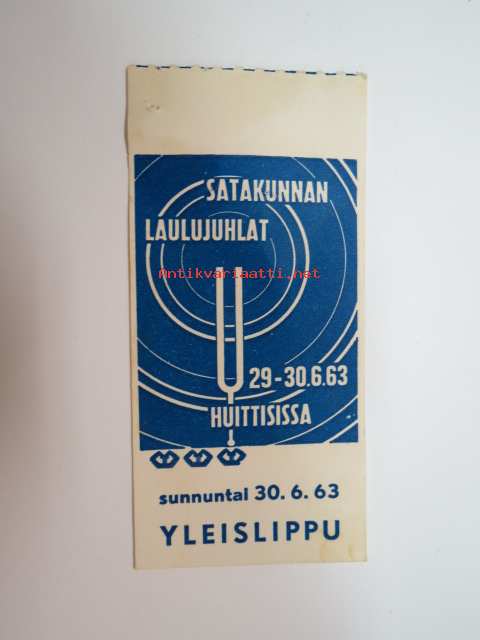 SATAKUNNAN
LAULUJUHLAT
Antikvariaatti.net
29-30.6.63
HUITTISISSA
sunnuntai 30. 6. 63
YLEISLIPPU